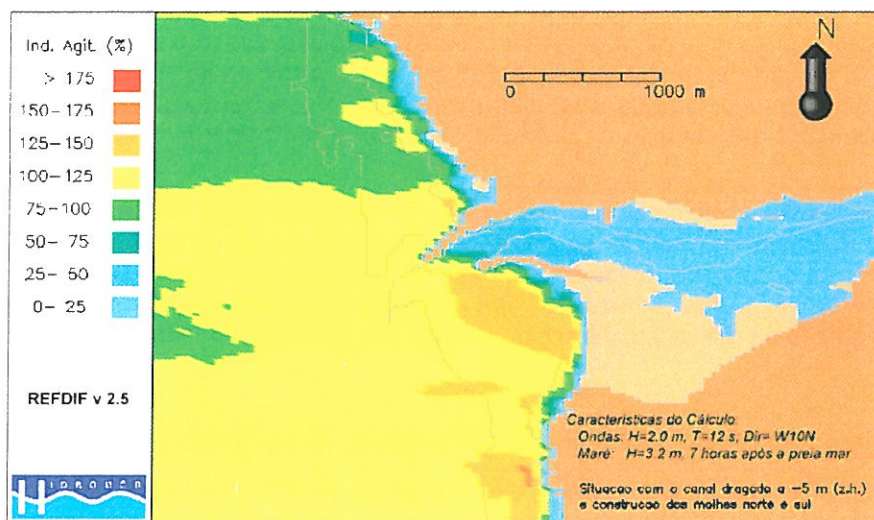 Ind. Agit. (%)
> 175
150-175
125-150
100-125
75-100
50-75
25-50
0-25
REFDIF v 2.5
N
0 1000 m
Características do Cálculo:
Ondas: H=2.0 m, T=12 s, Dir= W10N
Maré: H=3.2 m, 7 horas após a preia mar
Situacao com o canal dragado a -5 m (z.h.)
e construcao dos molhes norte e sul